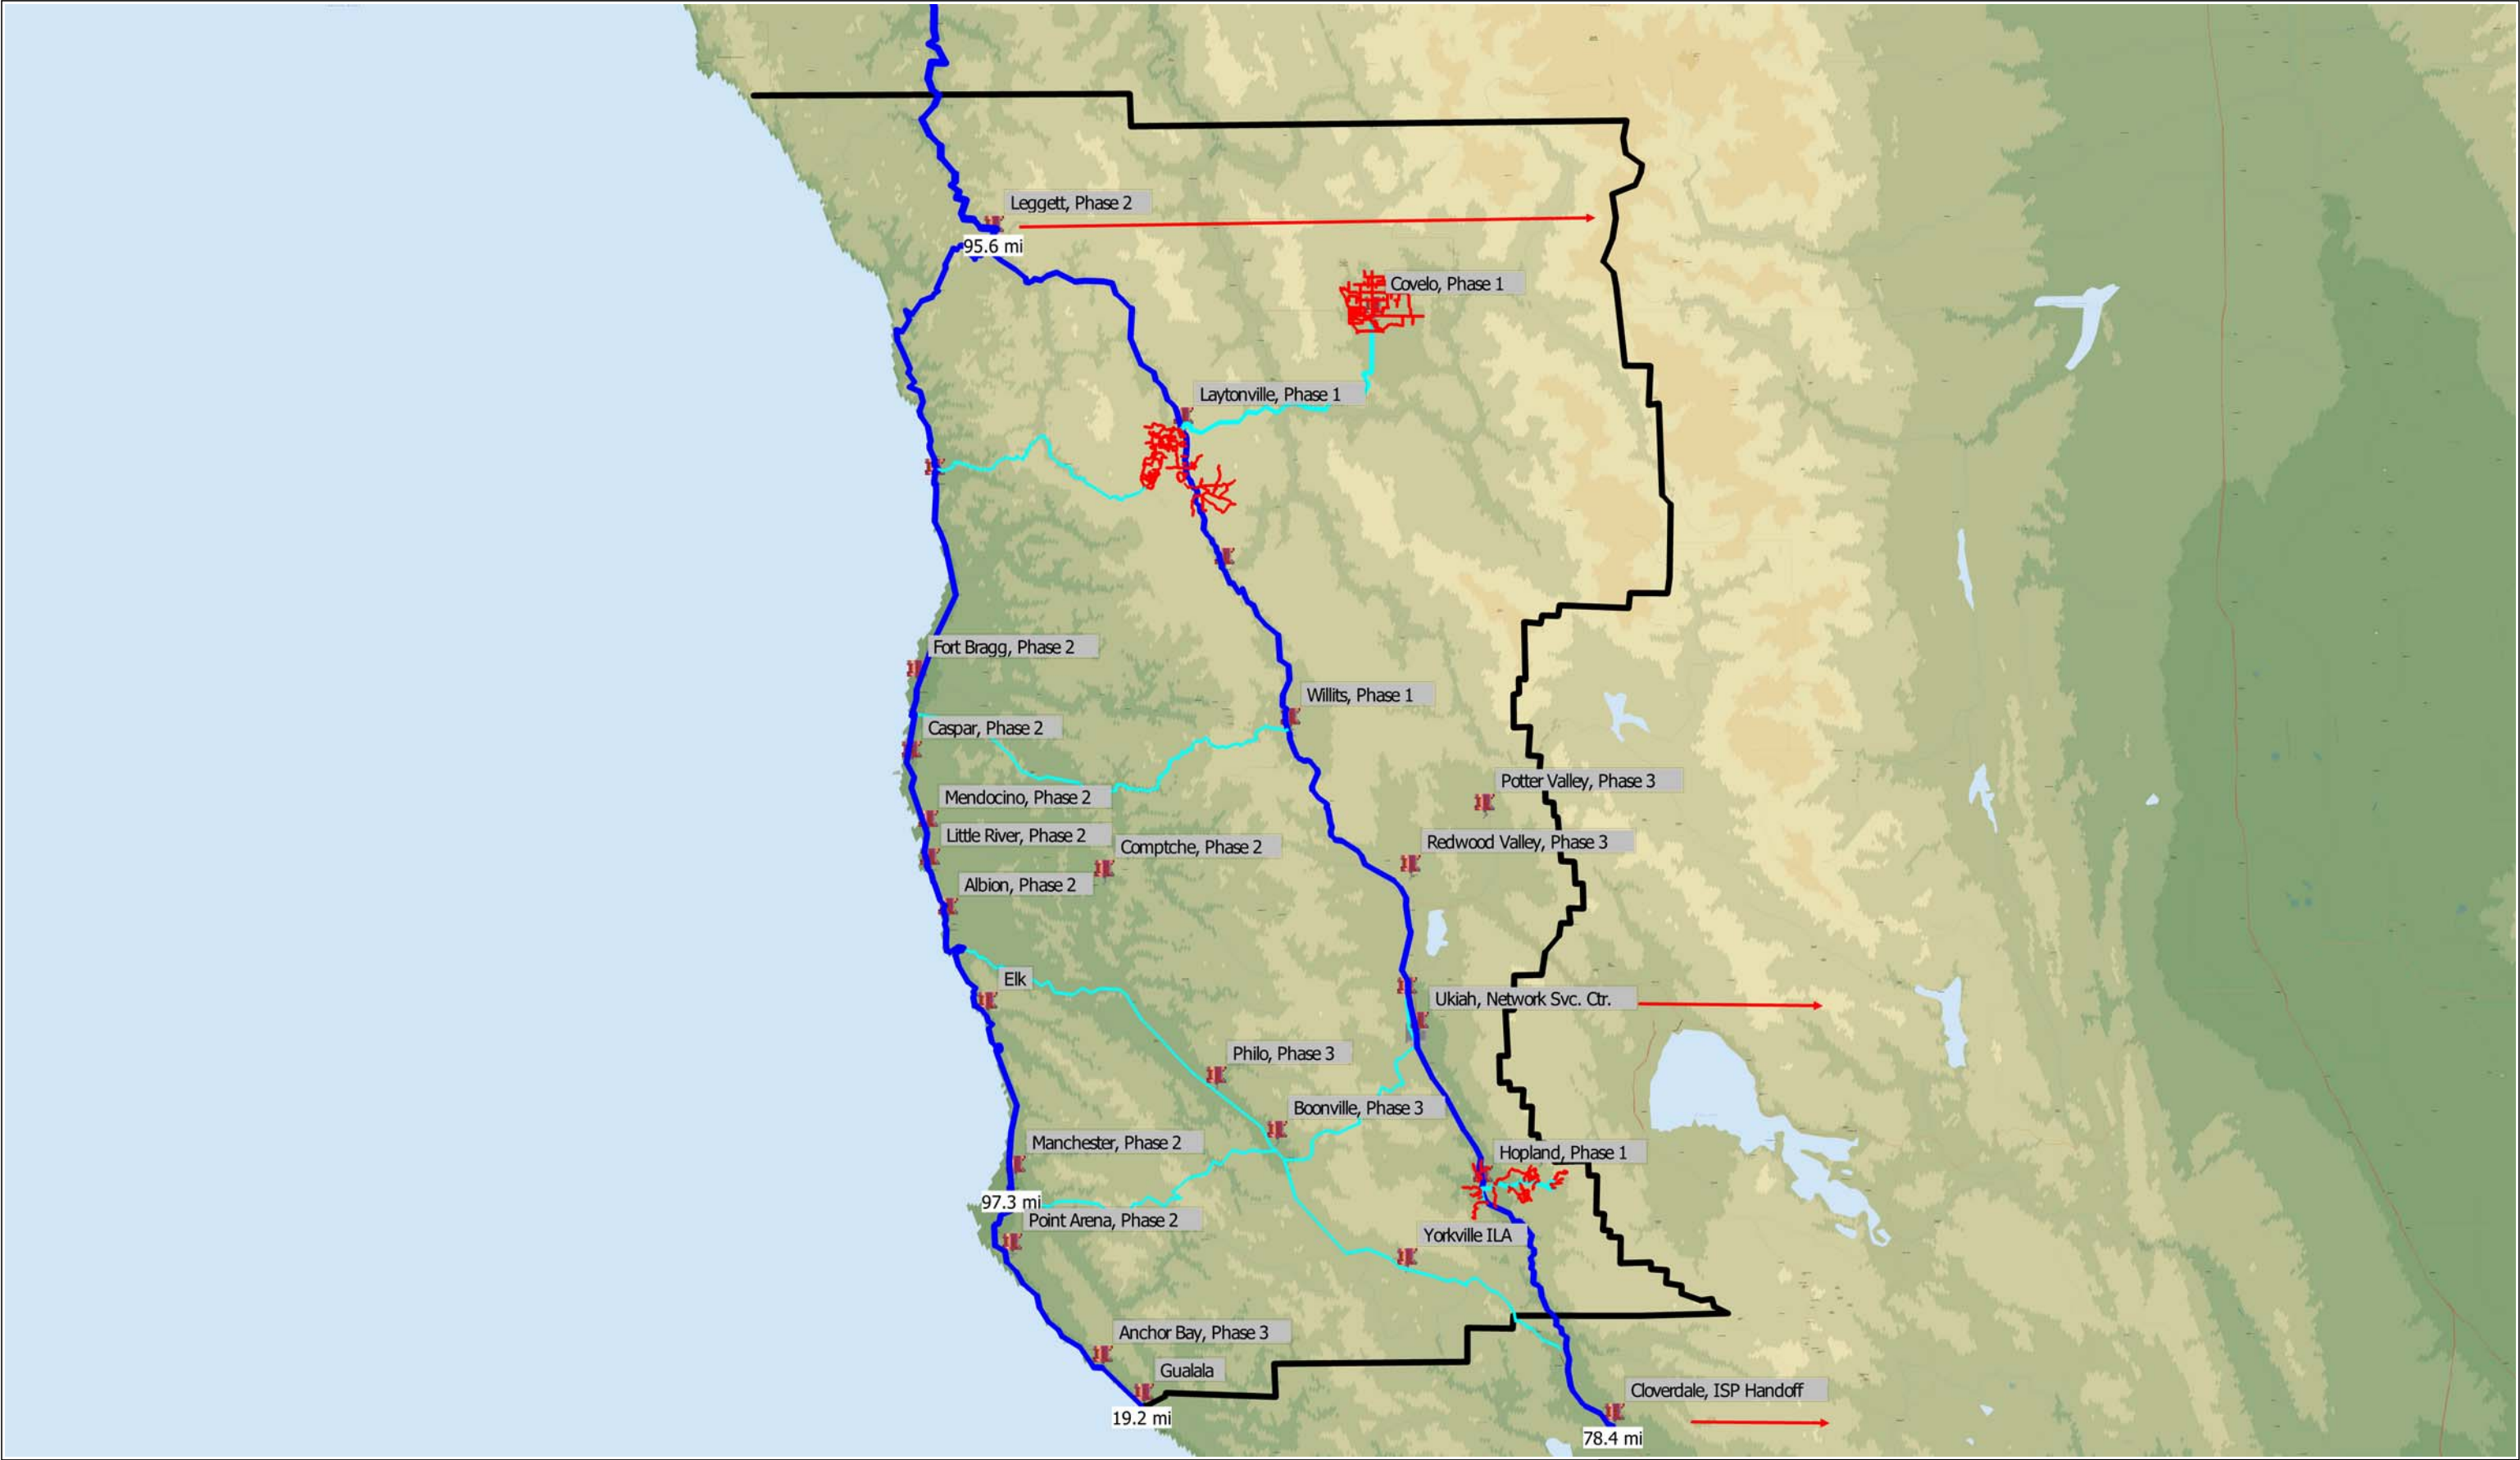 Leggett, Phase 2
95.6 mi
Covelo, Phase 1
Laytonville, Phase 1
Fort Bragg, Phase 2
Willits, Phase 1
Caspar, Phase 2
Potter Valley, Phase 3
Mendocino, Phase 2
Little River, Phase 2
Redwood Valley, Phase 3
Comptche, Phase 2
Albion, Phase 2
Elk
Ukiah, Network Svc. Ctr.
Philo, Phase 3
Boonville, Phase 3
Manchester, Phase 2
Hopland, Phase 1
97.3 mi
Point Arena, Phase 2
Yorkville ILA
Anchor Bay, Phase 3
Gualala
Cloverdale, ISP Handoff
19.2 mi
78.4 mi